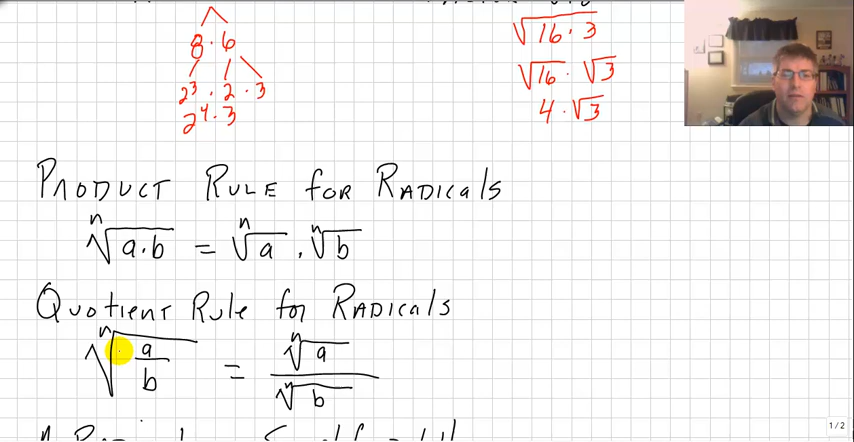 8 · 6
2³ · 2 · 3
2⁴ · 3
√(16 · 3)
√16 · √3
4 · √3
PRODUCT RULE for RADICALS
ⁿ√(a·b) = ⁿ√a · ⁿ√b
Quotient Rule for RADICALS
ⁿ√(a/b) = ⁿ√a / ⁿ√b
1/2